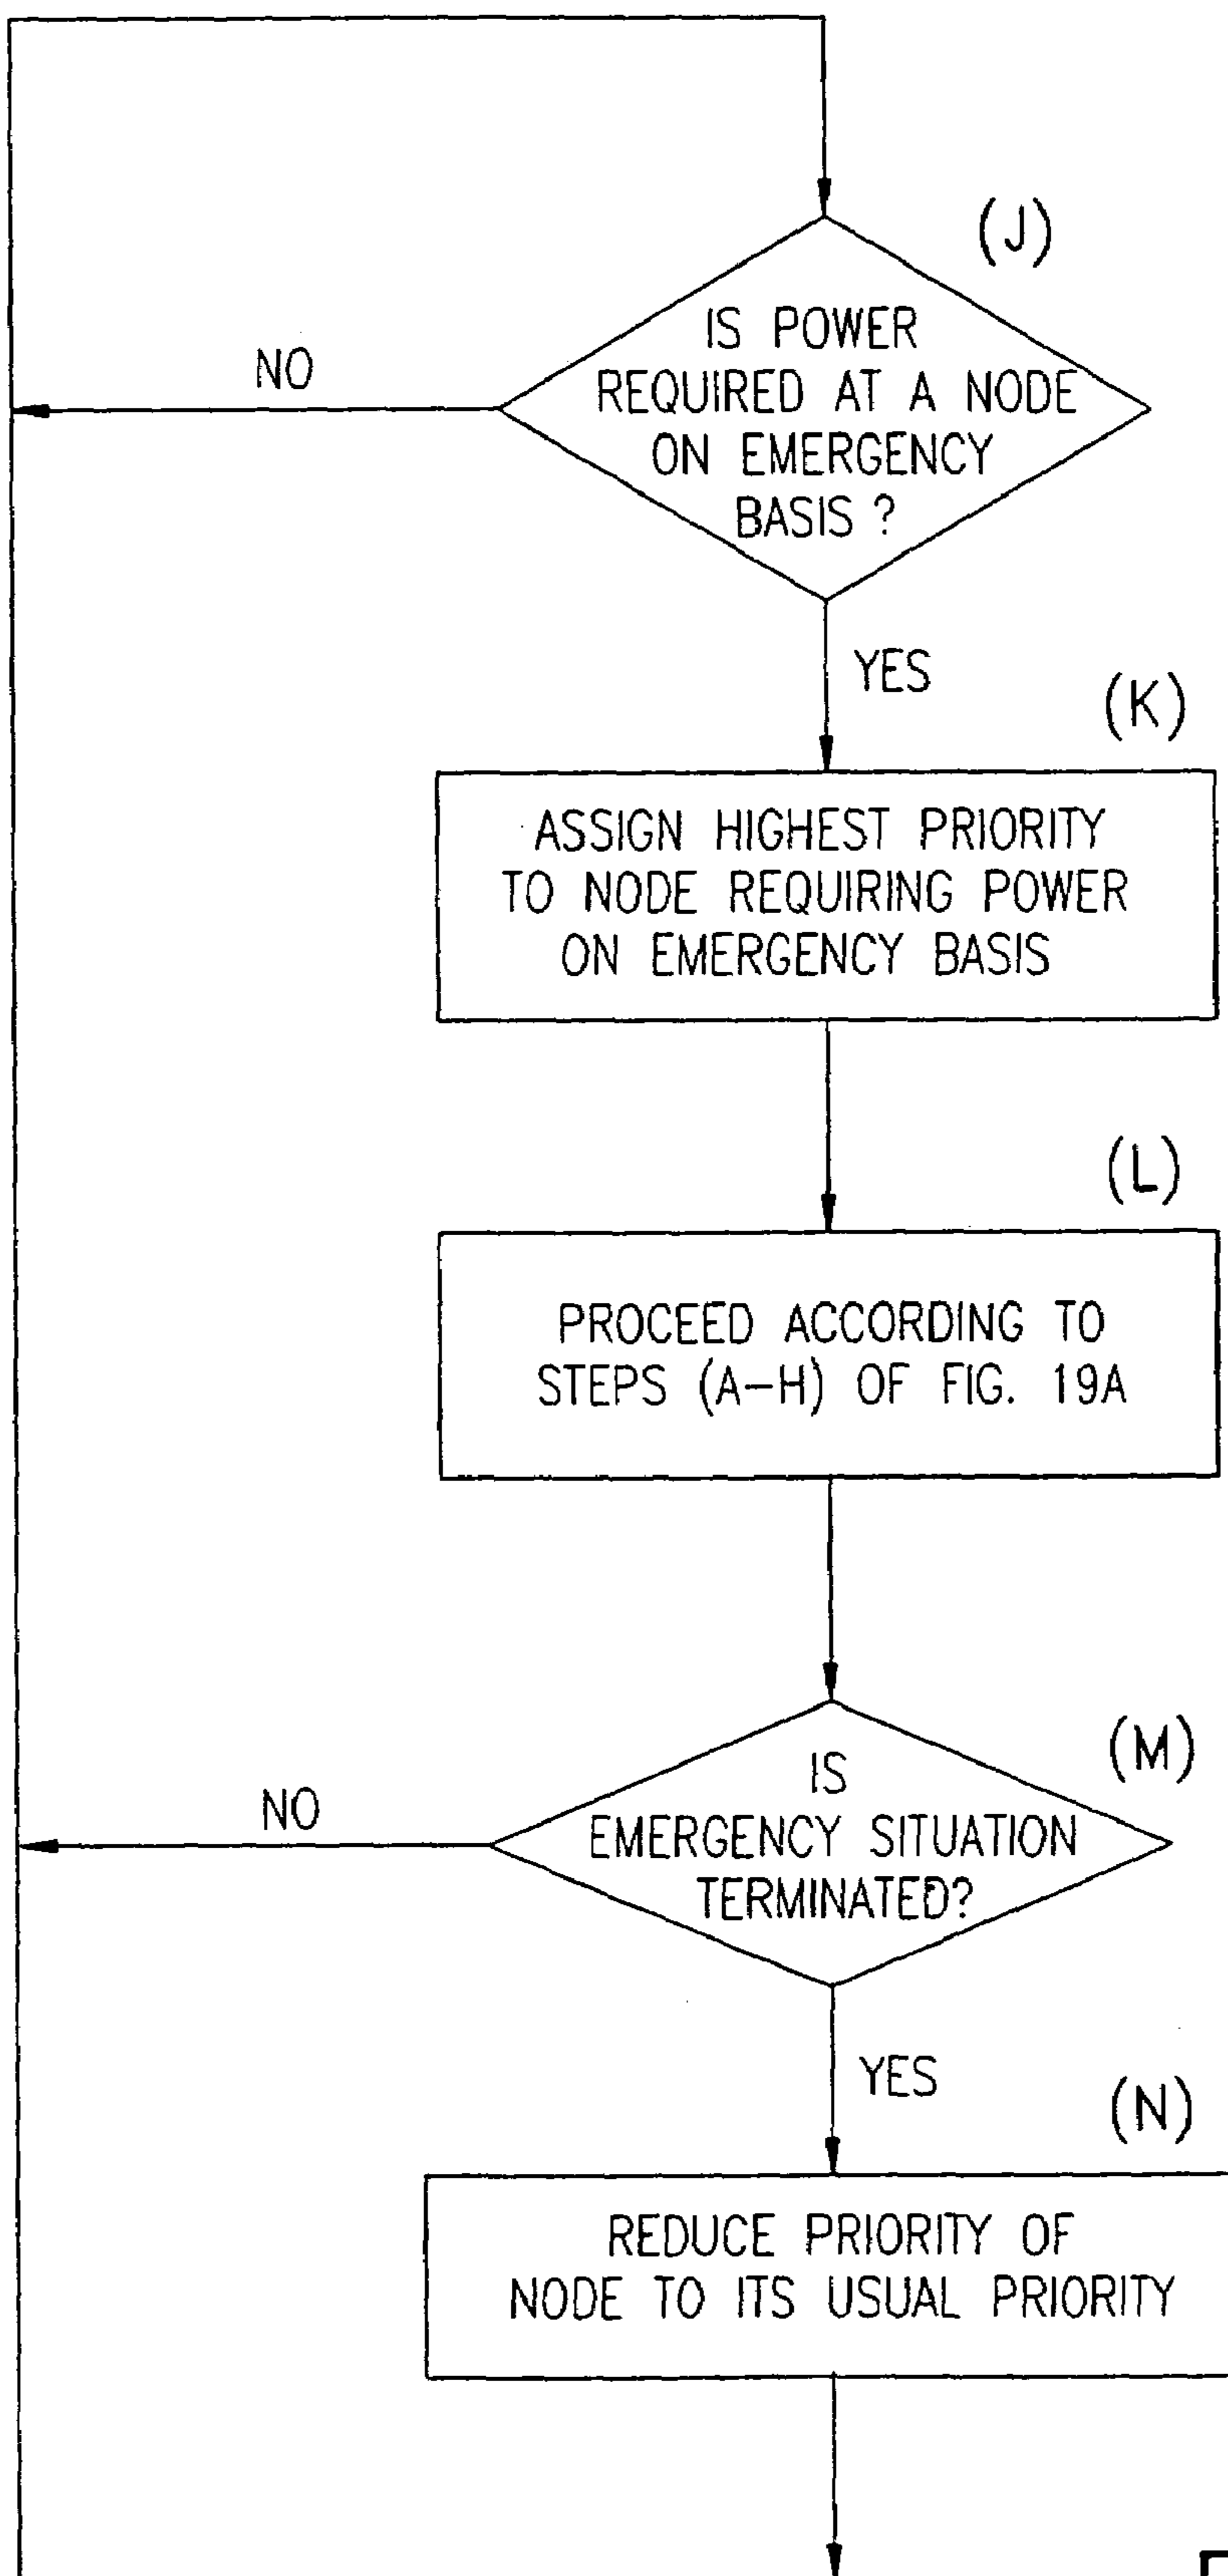 (J)
IS POWER
REQUIRED AT A NODE
ON EMERGENCY
BASIS ?
NO
YES
(K)
ASSIGN HIGHEST PRIORITY
TO NODE REQUIRING POWER
ON EMERGENCY BASIS
(L)
PROCEED ACCORDING TO
STEPS (A-H) OF FIG. 19A
(M)
IS
EMERGENCY SITUATION
TERMINATED?
NO
YES
(N)
REDUCE PRIORITY OF
NODE TO ITS USUAL PRIORITY